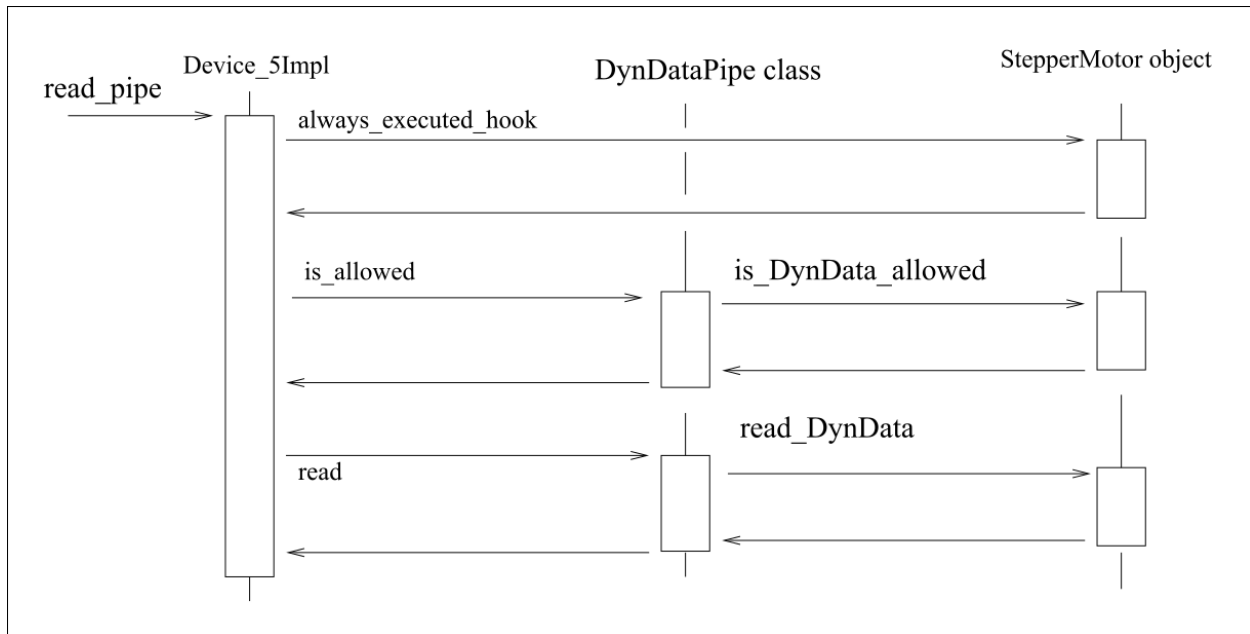 Device_5Impl
DynDataPipe class
StepperMotor object
read_pipe
always_executed_hook
is_allowed
is_DynData_allowed
read_DynData
read